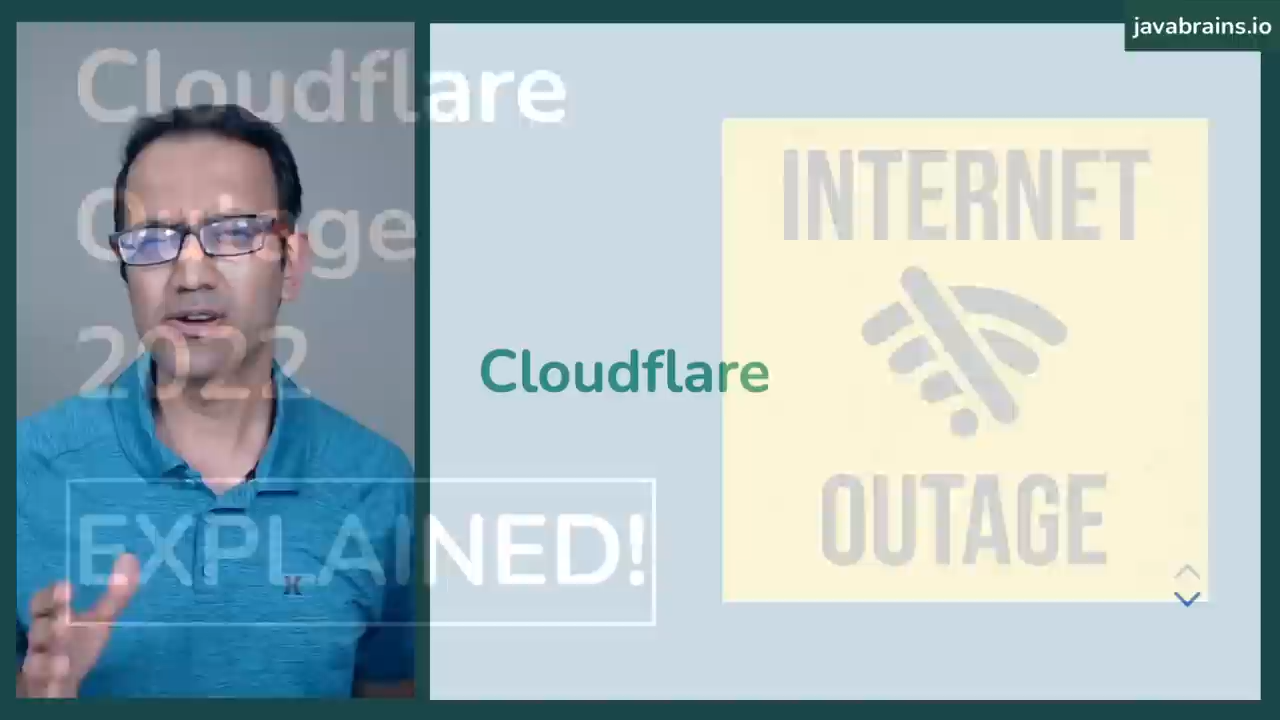 javabrains.io
Cloudflare
Outage
2022
EXPLAINED!
Cloudflare
INTERNET
OUTAGE